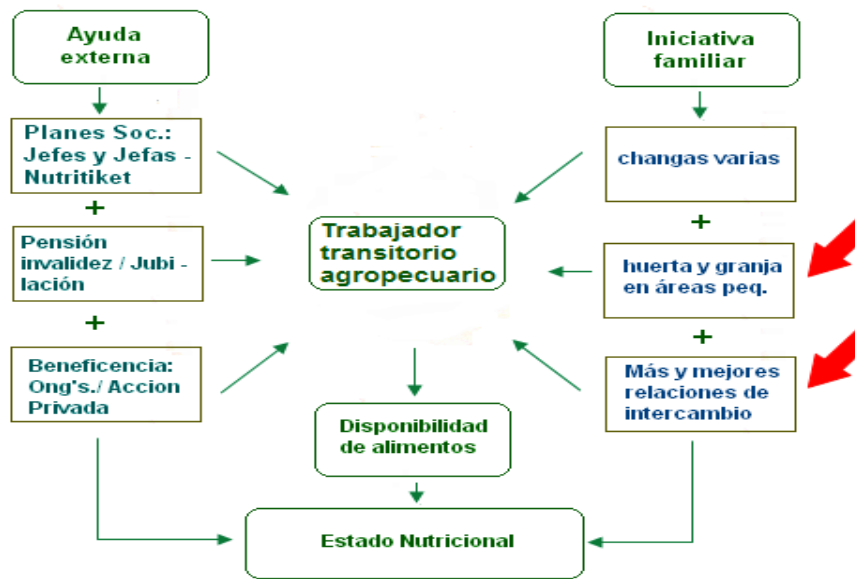 Ayuda
externa
Planes Soc.:
Jefes y Jefas -
Nutritiket
+
Pensión
invalidez / Jubi -
lación
+
Beneficencia:
Ong's./ Accion
Privada
Trabajador
transitorio
agropecuario
Disponibilidad
de alimentos
Estado Nutricional
Iniciativa
familiar
changas varias
+
huerta y granja
en áreas peq.
+
Más y mejores
relaciones de
intercambio